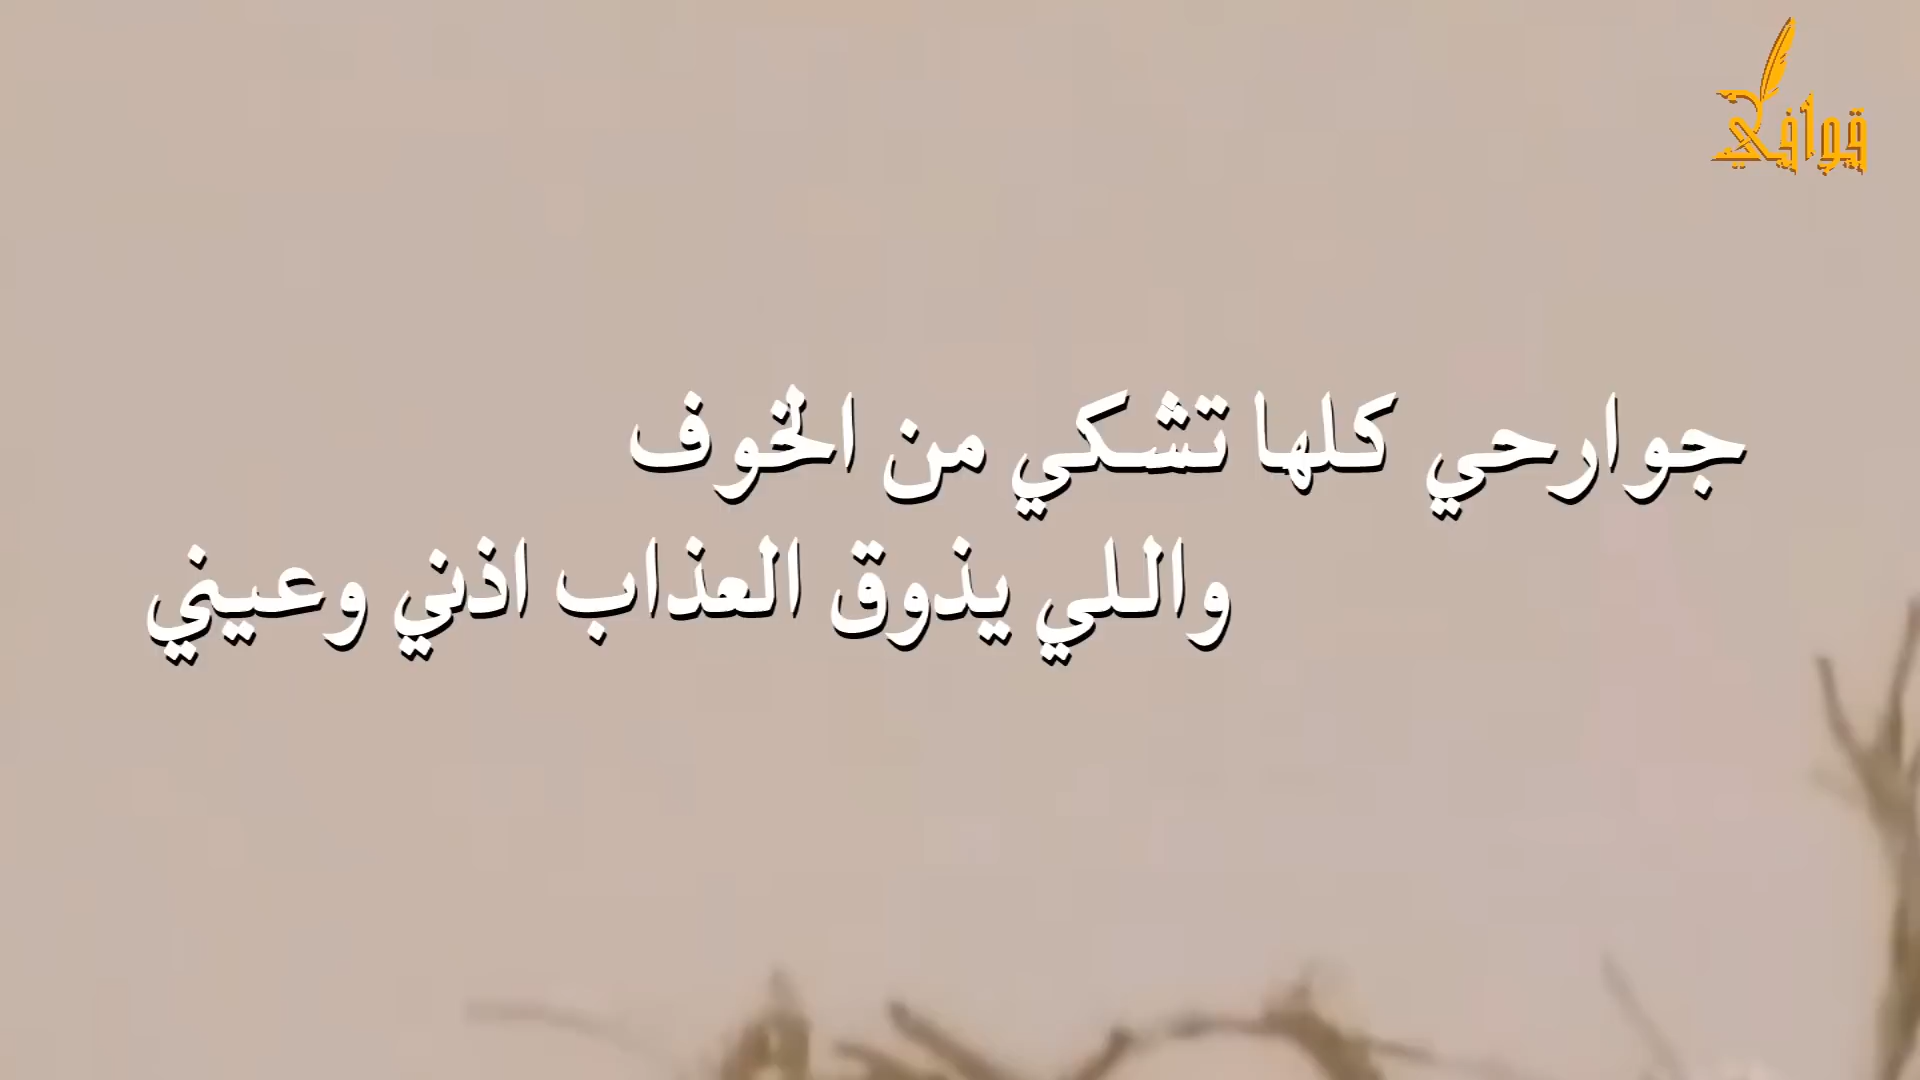 قوافي
جوارحي كلها تشكي من الخوف
واللي يذوق العذاب اذني وعيني